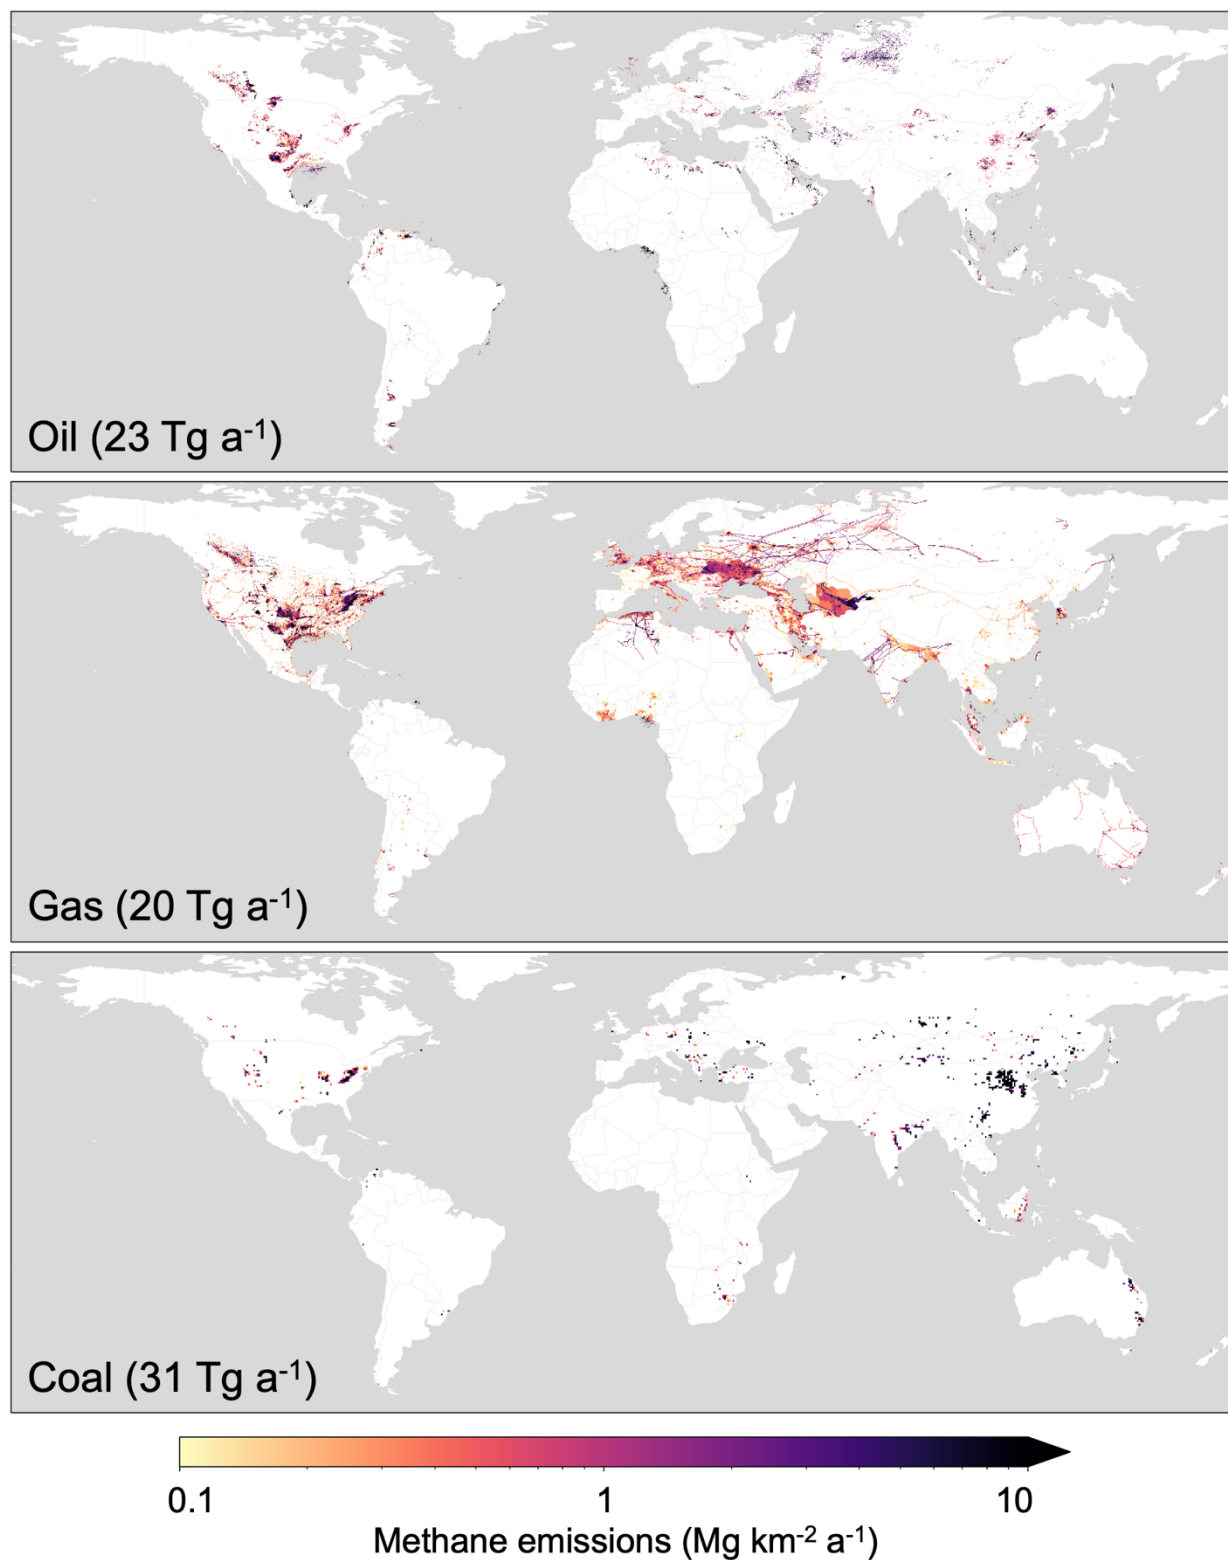 Oil (23 Tg a⁻¹)
Gas (20 Tg a⁻¹)
Coal (31 Tg a⁻¹)
0.1 1 10
Methane emissions (Mg km⁻² a⁻¹)